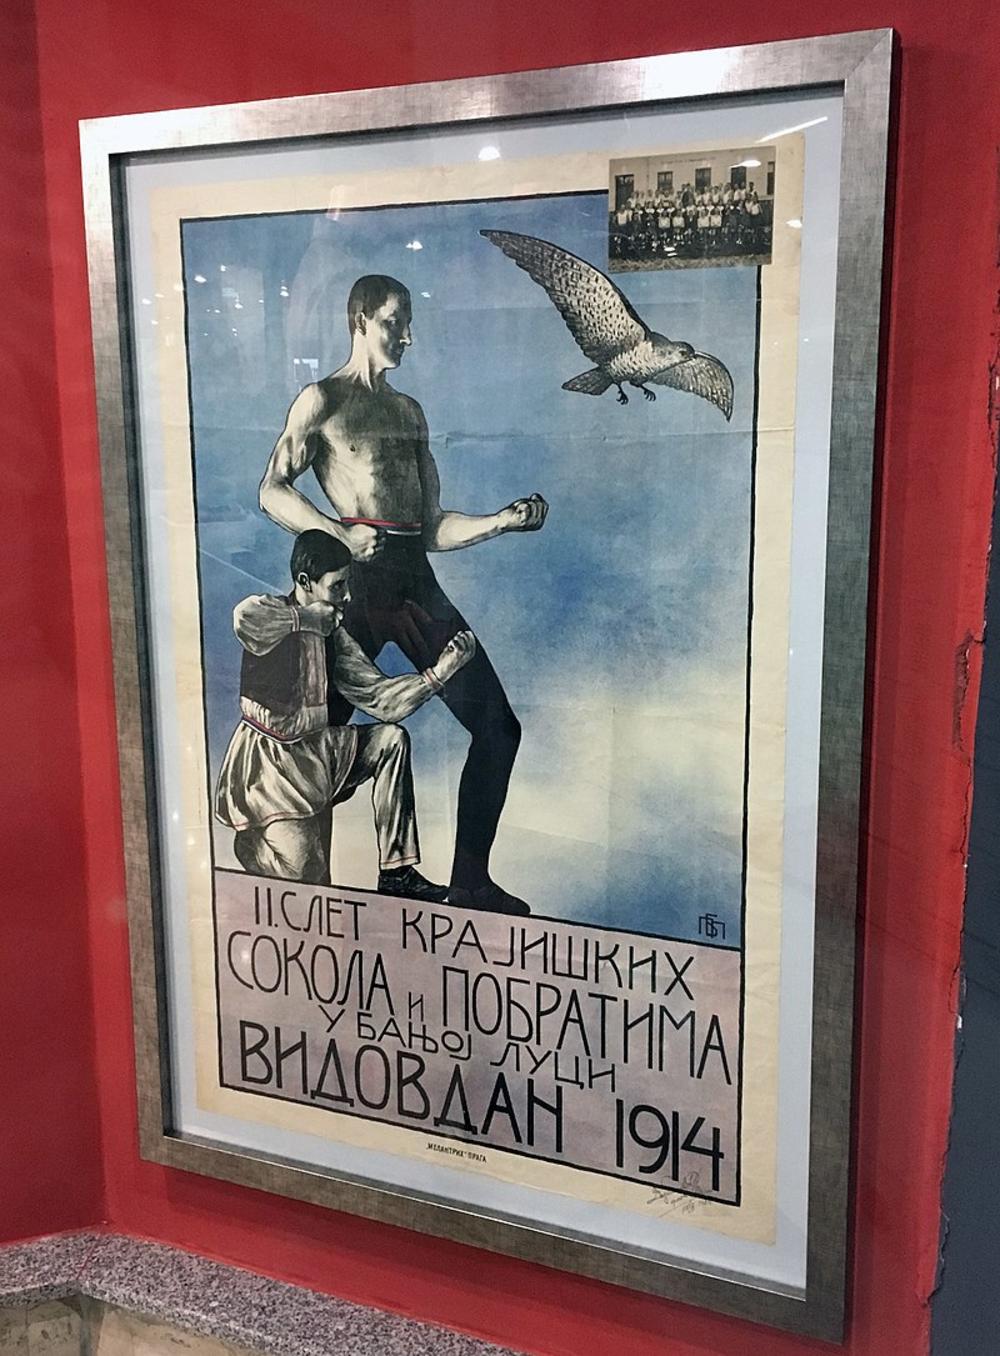 II. СЛЕТ КРАЈИШКИХ
СОКОЛА и ПОБРАТИМА
У БАЊОЈ ЛУЦИ
ВИДОВДАН 1914
„МЕЛАНТРИХ“ ПРАГА